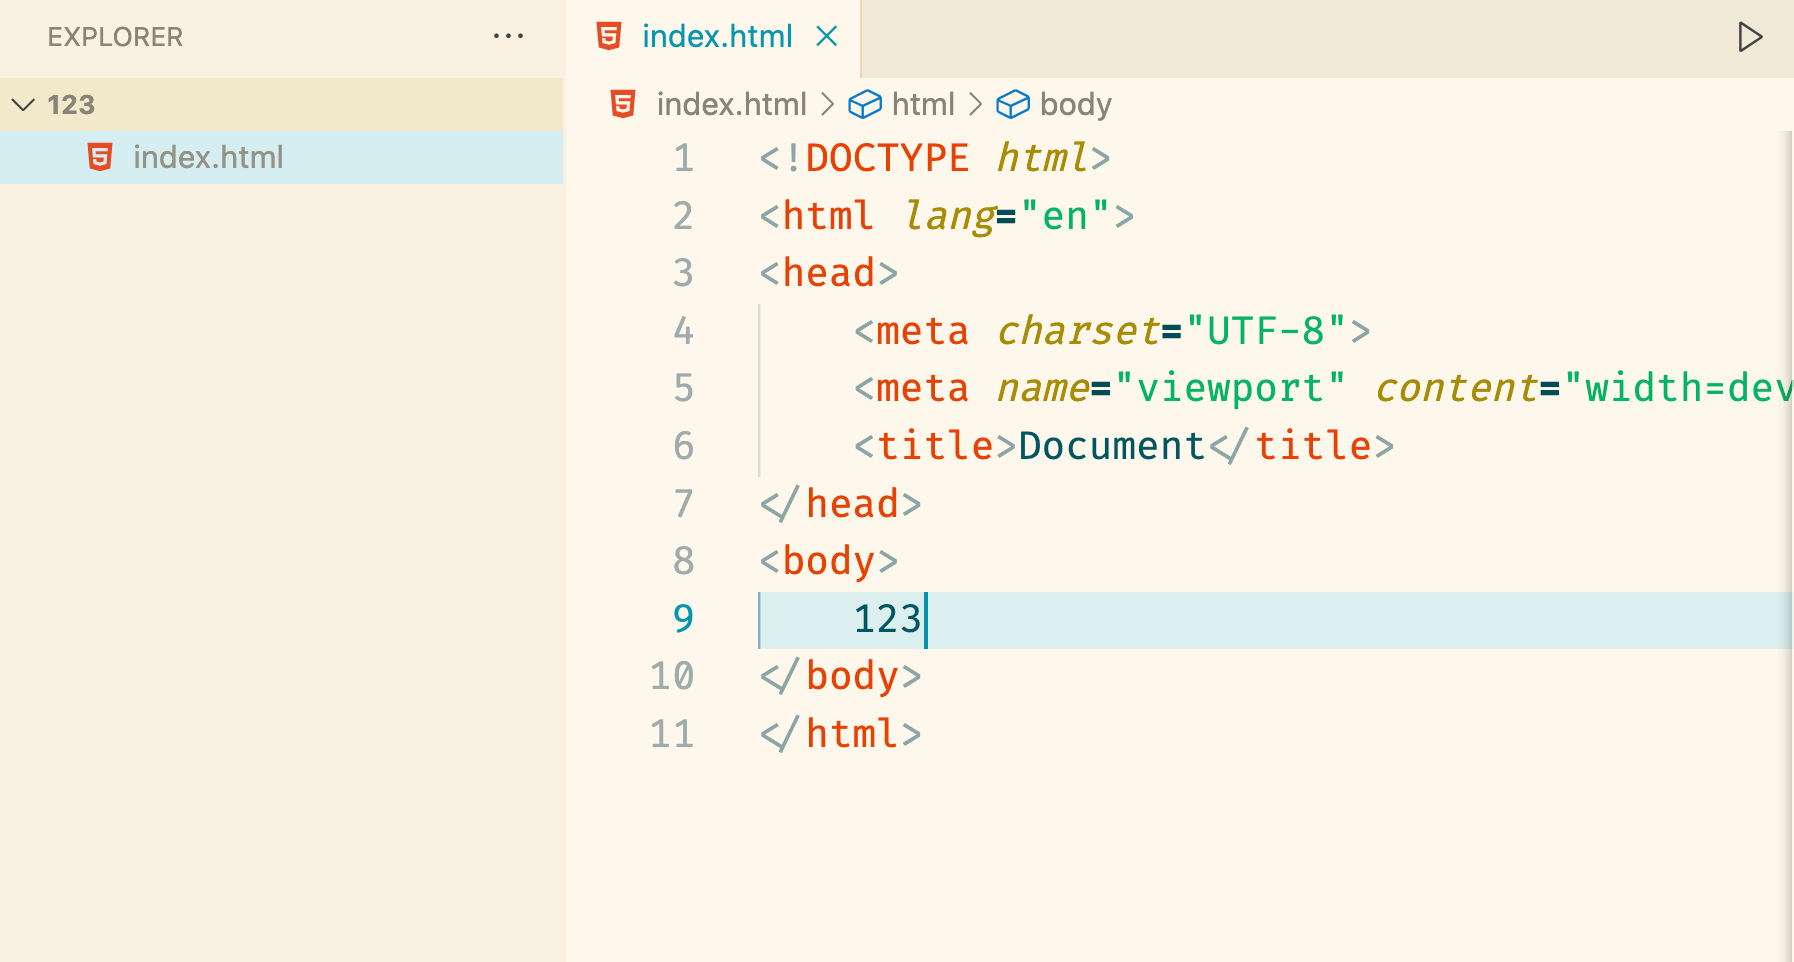 EXPLORER ···
index.html
123
index.html
index.html > html > body
1 <!DOCTYPE html>
2 <html lang="en">
3 <head>
4 <meta charset="UTF-8">
5 <meta name="viewport" content="width=dev
6 <title>Document</title>
7 </head>
8 <body>
9 123
10 </body>
11 </html>